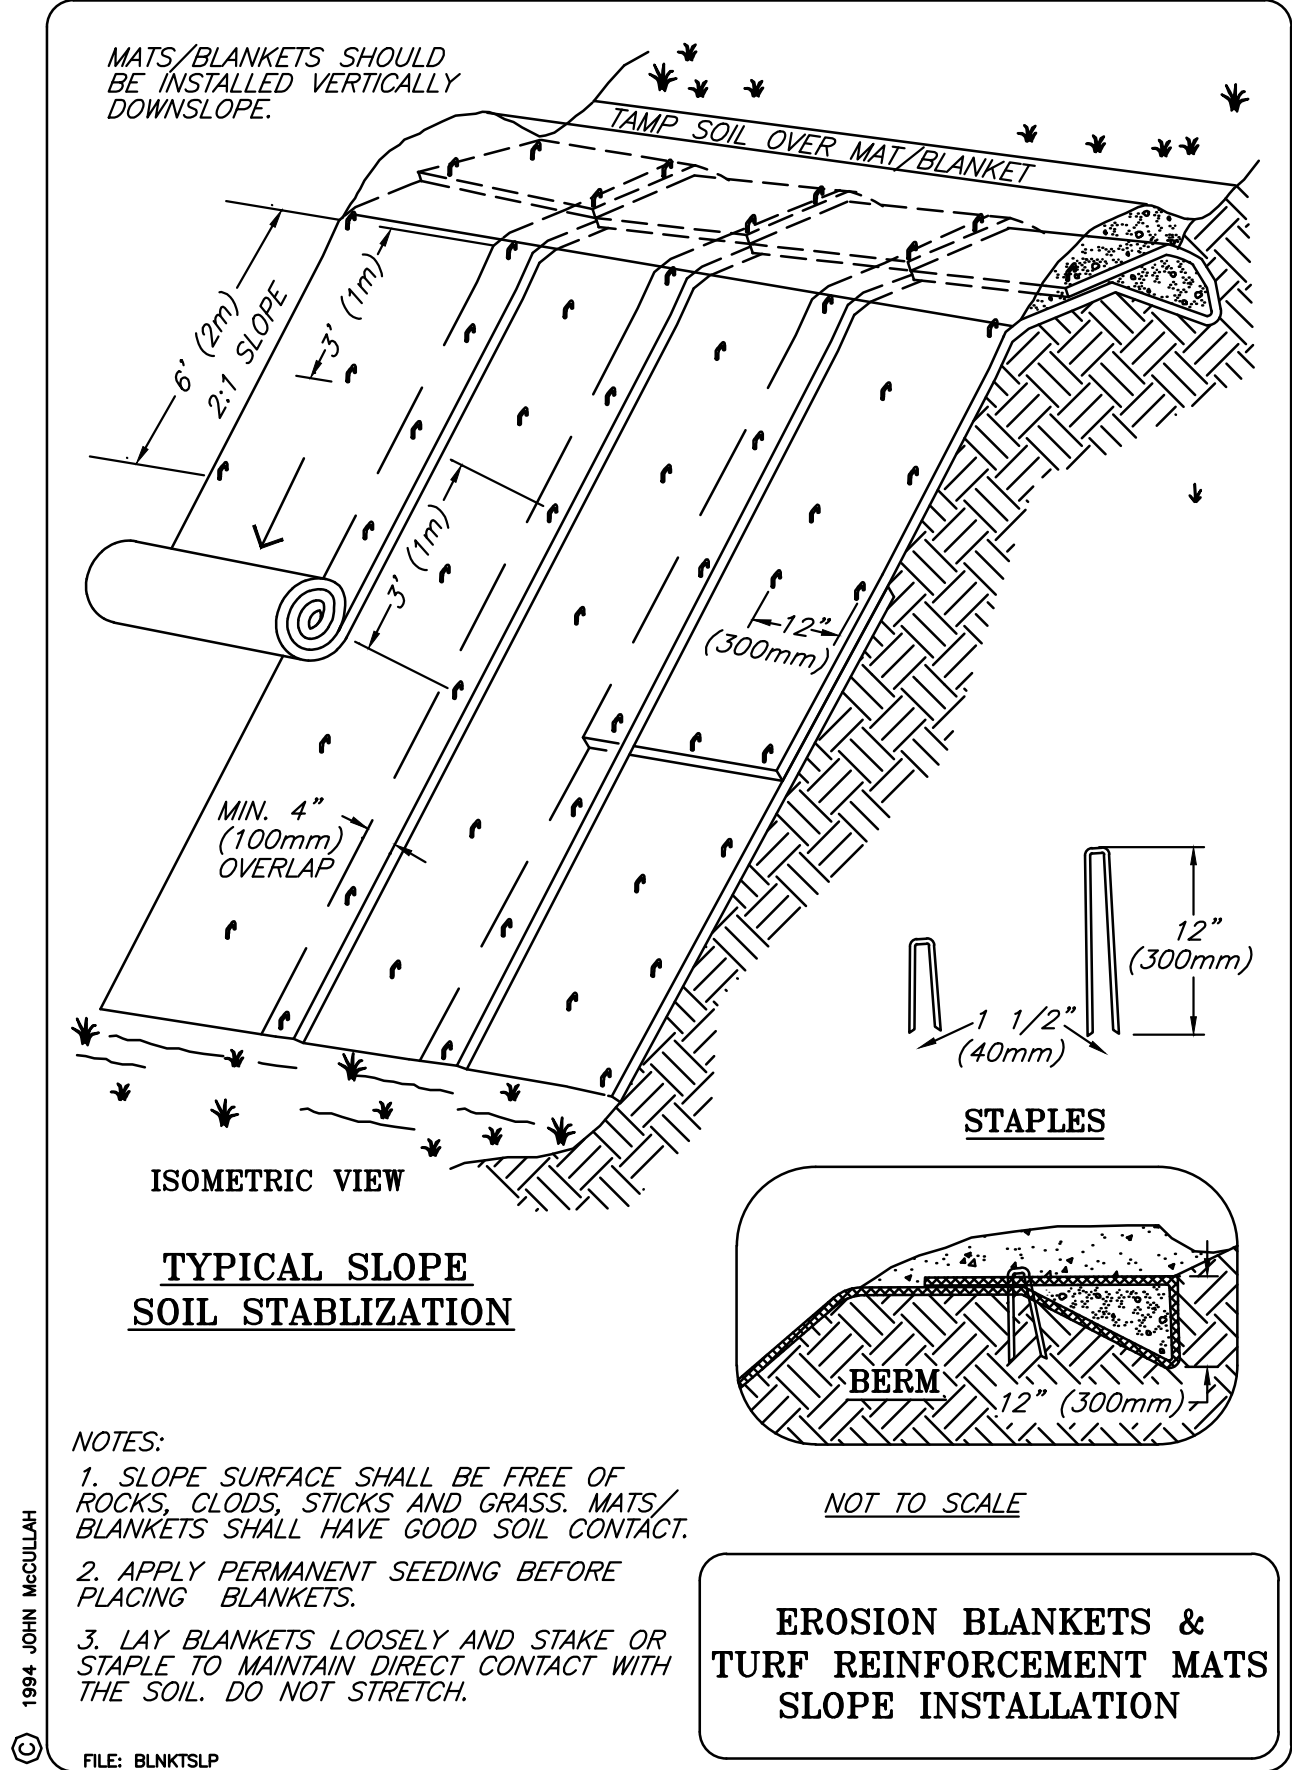 MATS/BLANKETS SHOULD
BE INSTALLED VERTICALLY
DOWNSLOPE.
TAMP SOIL OVER MAT/BLANKET
6' (2m)
2:1 SLOPE
3' (1m)
3' (1m)
12"
(300mm)
MIN. 4"
(100mm)
OVERLAP
12"
(300mm)
1 1/2"
(40mm)
STAPLES
ISOMETRIC VIEW
TYPICAL SLOPE
SOIL STABLIZATION
BERM
12" (300mm)
NOT TO SCALE
NOTES:
1. SLOPE SURFACE SHALL BE FREE OF
ROCKS, CLODS, STICKS AND GRASS. MATS/
BLANKETS SHALL HAVE GOOD SOIL CONTACT.
2. APPLY PERMANENT SEEDING BEFORE
PLACING BLANKETS.
3. LAY BLANKETS LOOSELY AND STAKE OR
STAPLE TO MAINTAIN DIRECT CONTACT WITH
THE SOIL. DO NOT STRETCH.
EROSION BLANKETS &
TURF REINFORCEMENT MATS
SLOPE INSTALLATION
© 1994 JOHN McCULLAH
FILE: BLNKTSLP